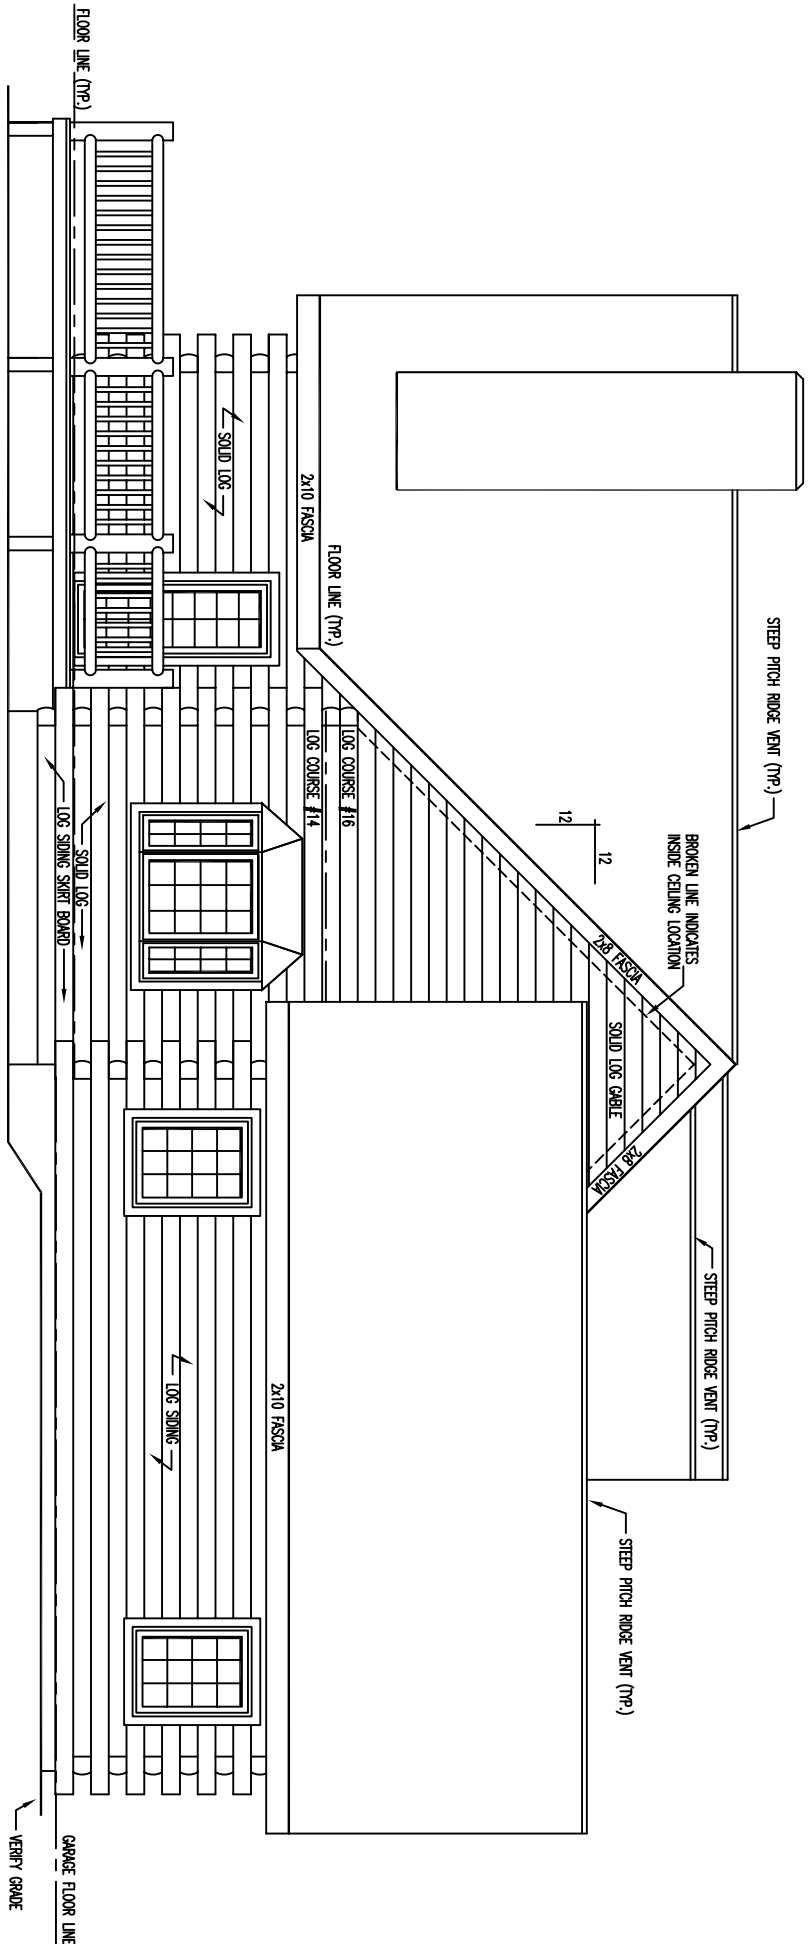 STEEP PITCH RIDGE VENT (TYP.)
BROKEN LINE INDICATES
INSIDE CEILING LOCATION
STEEP PITCH RIDGE VENT (TYP.)
STEEP PITCH RIDGE VENT (TYP.)
2x8 FASCIA
2x8 FASCIA
SOLID LOG GABLE
12
12
FLOOR LINE (TYP.)
LOG COURSE #16
LOG COURSE #14
2x10 FASCIA
2x10 FASCIA
SOLID LOG
LOG SIDING
FLOOR LINE (TYP.)
SOLID LOG
LOG SIDING SKIRT BOARD
GARAGE FLOOR LINE
VERIFY GRADE